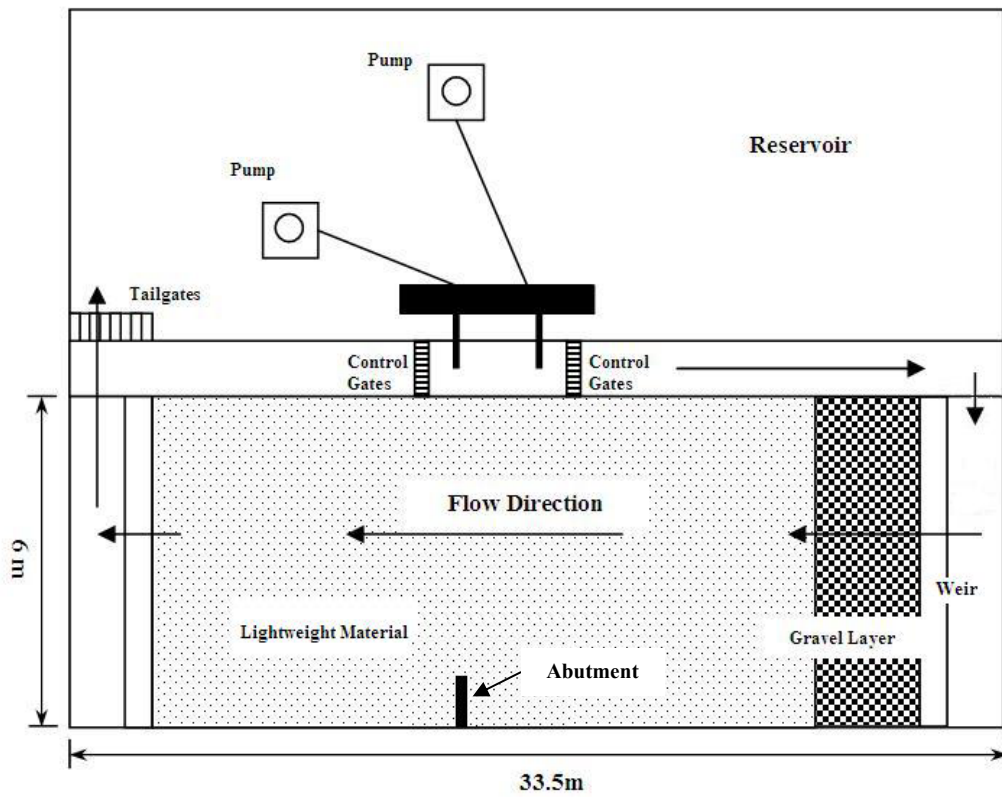 Pump
Reservoir
Pump
Tailgates
Control
Gates
Control
Gates
Flow Direction
6 m
Weir
Lightweight Material
Gravel Layer
Abutment
33.5m